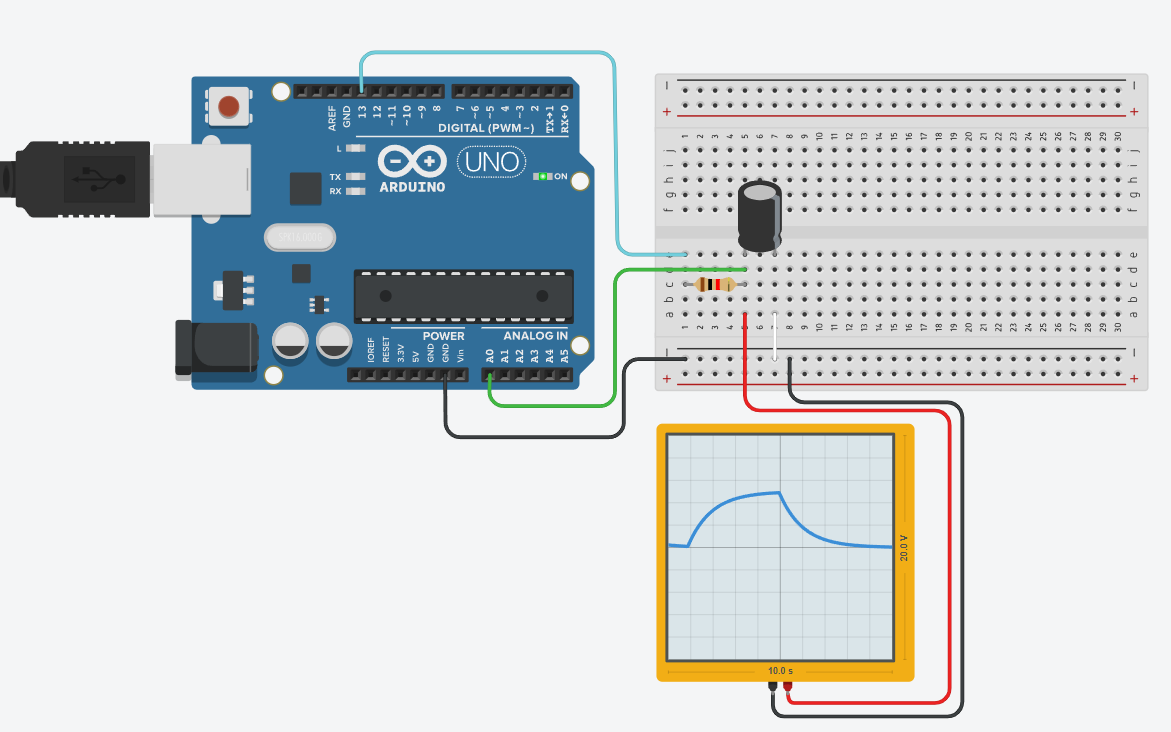 AREF
GND
13
12
~11
~10
~9
8
7
~6
~5
4
~3
2
TX→1
RX←0
DIGITAL (PWM~)
L
TX
RX
ARDUINO
UNO
ON
POWER
ANALOG IN
IOREF
RESET
3.3V
5V
GND
GND
Vin
A0
A1
A2
A3
A4
A5
− −
+ +
1 2 3 4 5 6 7 8 9 10 11 12 13 14 15 16 17 18 19 20 21 22 23 24 25 26 27 28 29 30
j j
i i
h h
g g
f f
e e
d d
c c
b b
a a
1 2 3 4 5 6 7 8 9 10 11 12 13 14 15 16 17 18 19 20 21 22 23 24 25 26 27 28 29 30
− −
+ +
20.0 V
10.0 s